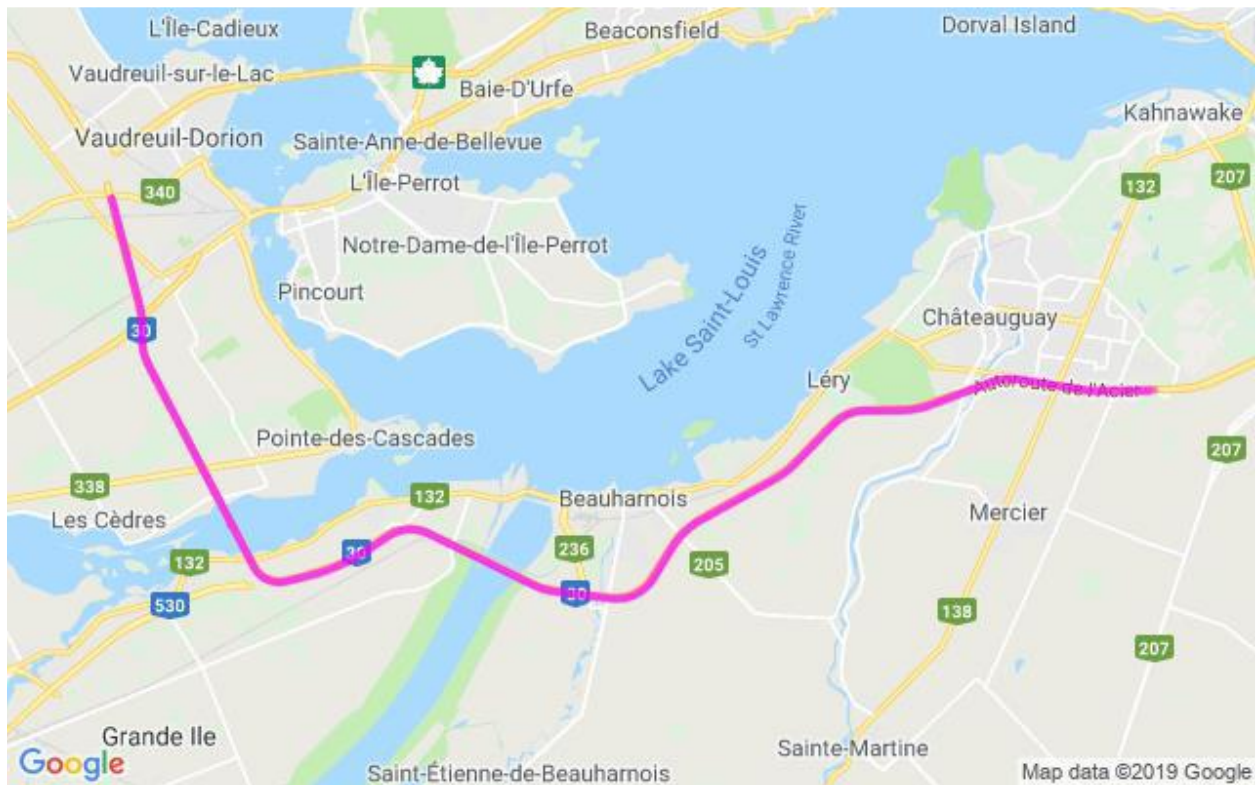 L'Île-Cadieux
Beaconsfield
Dorval Island
Vaudreuil-sur-le-Lac
Baie-D'Urfe
Kahnawake
Vaudreuil-Dorion
Sainte-Anne-de-Bellevue
340
L'Île-Perrot
132
207
Notre-Dame-de-l'Île-Perrot
Pincourt
Lake Saint-Louis
St Lawrence River
30
Châteauguay
Léry
Autoroute de l'Acier
Pointe-des-Cascades
207
338
132
Beauharnois
Les Cèdres
Mercier
132
30
236
205
530
30
138
207
Grande Ile
Sainte-Martine
Google
Saint-Étienne-de-Beauharnois
Map data ©2019 Google